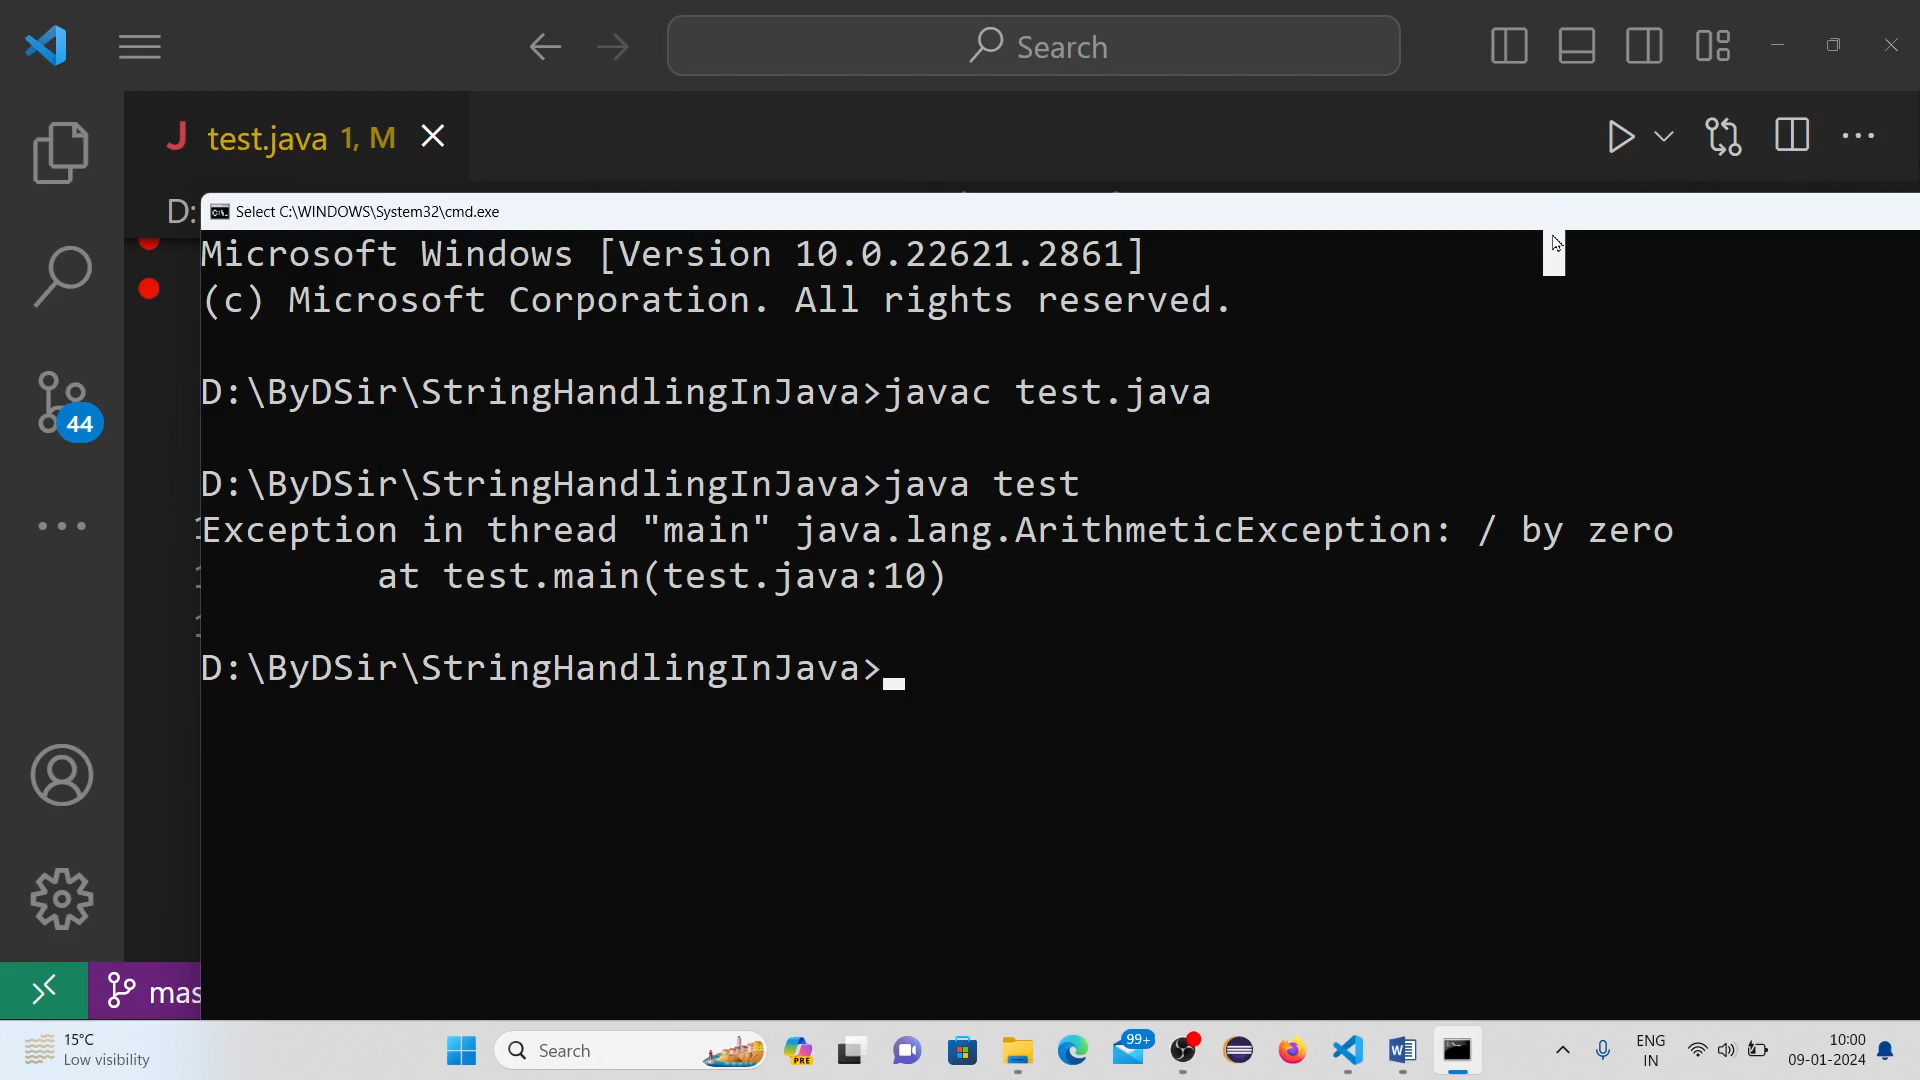 Search
test.java 1, M
D:
Select C:\WINDOWS\System32\cmd.exe
Microsoft Windows [Version 10.0.22621.2861]
(c) Microsoft Corporation. All rights reserved.
D:\ByDSir\StringHandlingInJava>javac test.java
D:\ByDSir\StringHandlingInJava>java test
Exception in thread "main" java.lang.ArithmeticException: / by zero
at test.main(test.java:10)
D:\ByDSir\StringHandlingInJava>
44
mas
15°C
Low visibility
Search
PRE
99+
ENG
IN
10:00
09-01-2024